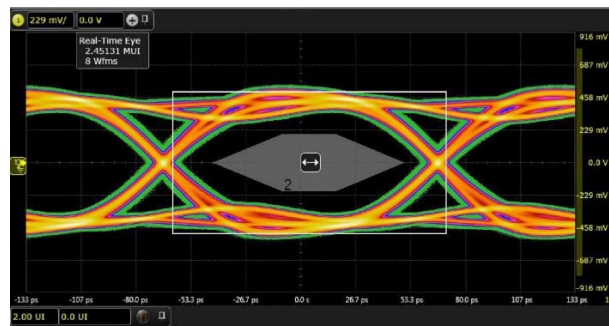 1 229 mV/ 0.0 V
Real-Time Eye
2.45131 MUI
8 Wfms
916 mV
687 mV
458 mV
229 mV
0.0 V
-229 mV
-458 mV
-687 mV
-916 mV
2
-133 ps -107 ps -80.0 ps -53.3 ps -26.7 ps 0.0 s 26.7 ps 53.3 ps 80.0 ps 107 ps 133 ps
2.00 UI 0.0 UI